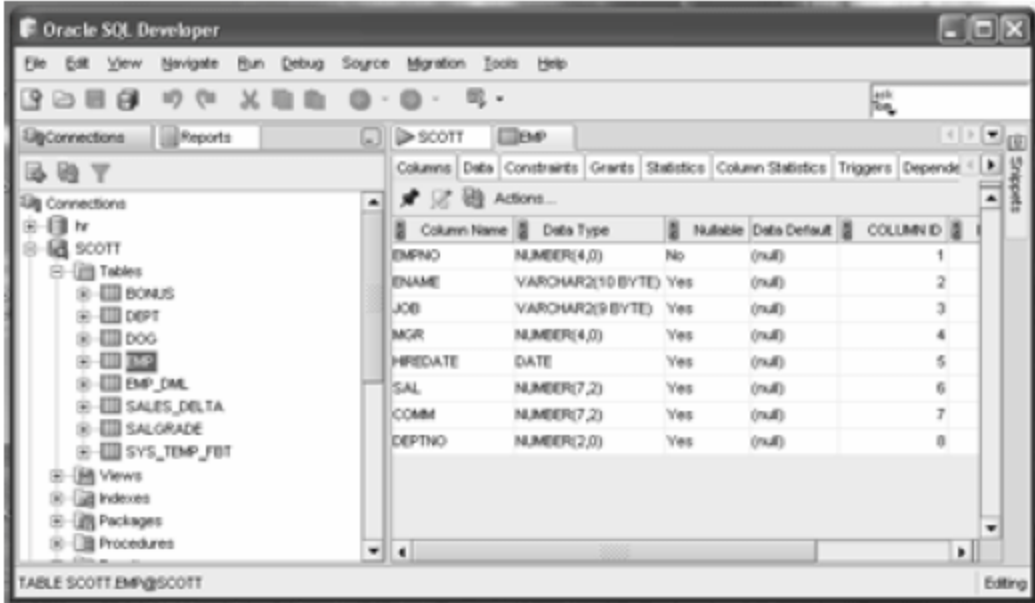 Oracle SQL Developer
File Edit View Navigate Run Debug Source Migration Tools Help
Connections Reports
SCOTT EMP
Columns Data Constraints Grants Statistics Column Statistics Triggers Depende
Snippets
Actions...
Connections
hr
SCOTT
Tables
BONUS
DEPT
DOG
EMP
EMP_DML
SALES_DELTA
SALGRADE
SYS_TEMP_FBT
Views
Indexes
Packages
Procedures
Column Name Data Type Nullable Data Default COLUMN ID
EMPNO NUMBER(4,0) No (null) 1
ENAME VARCHAR2(10 BYTE) Yes (null) 2
JOB VARCHAR2(9 BYTE) Yes (null) 3
MGR NUMBER(4,0) Yes (null) 4
HIREDATE DATE Yes (null) 5
SAL NUMBER(7,2) Yes (null) 6
COMM NUMBER(7,2) Yes (null) 7
DEPTNO NUMBER(2,0) Yes (null) 8
TABLE SCOTT.EMP@SCOTT
Editing